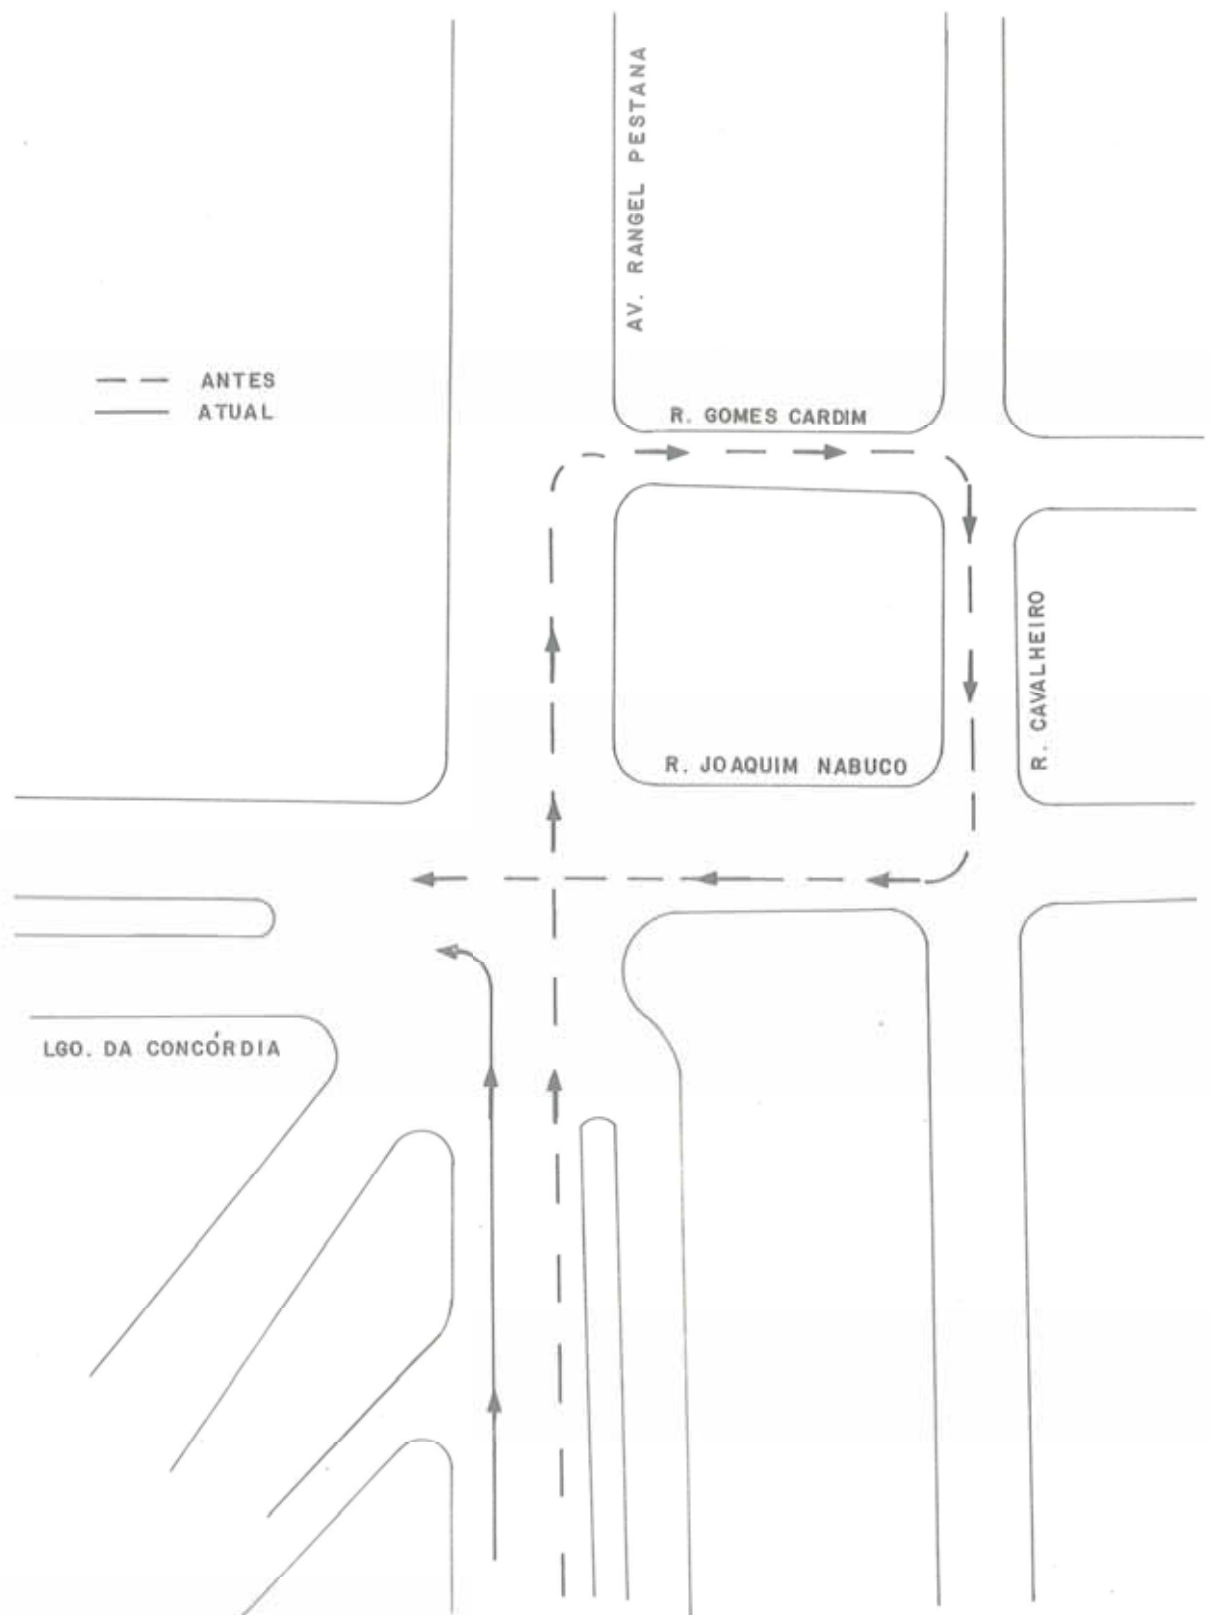 AV. RANGEL PESTANA
ANTES
ATUAL
R. GOMES CARDIM
R. CAVALHEIRO
R. JOAQUIM NABUCO
LGO. DA CONCÓRDIA